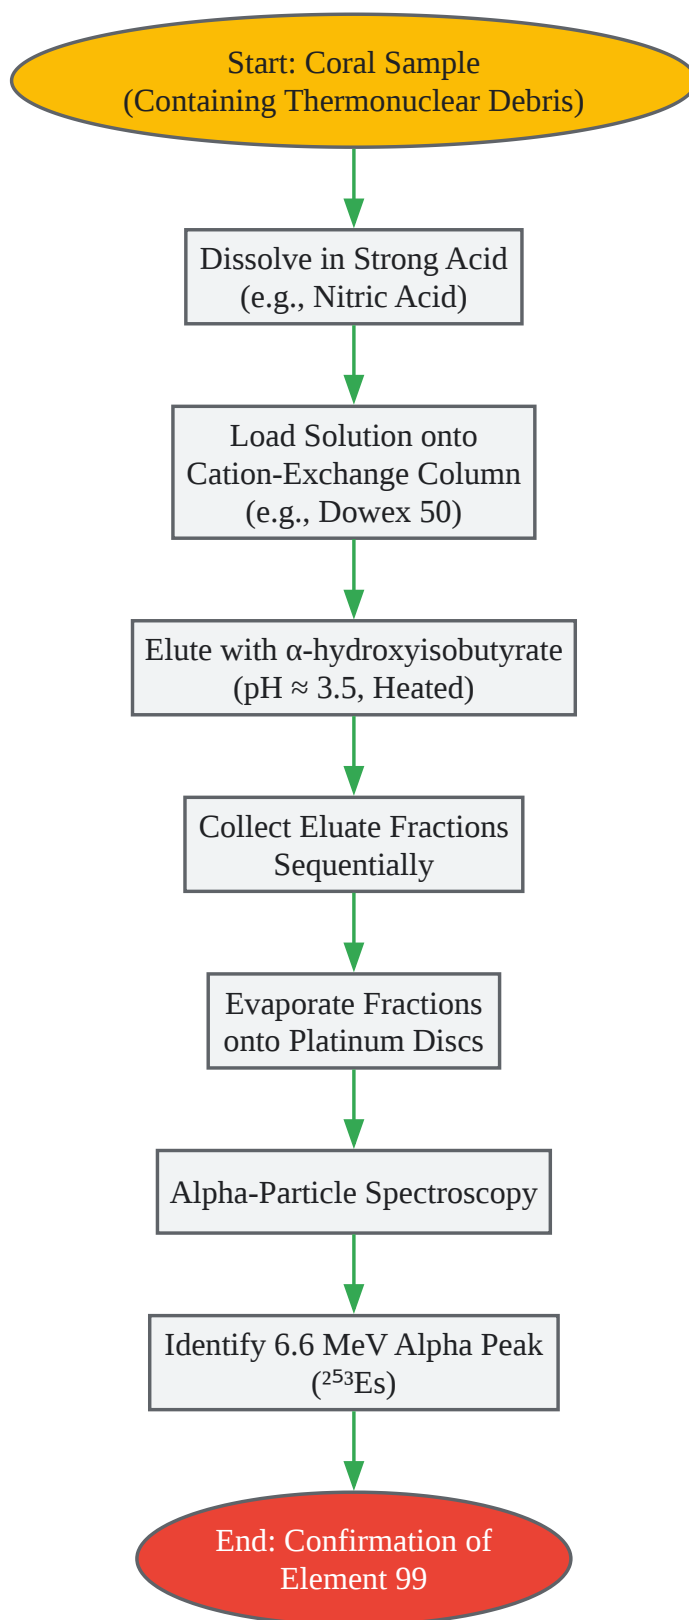 Start: Coral Sample
(Containing Thermonuclear Debris)
Dissolve in Strong Acid
(e.g., Nitric Acid)
Load Solution onto
Cation-Exchange Column
(e.g., Dowex 50)
Elute with α-hydroxyisobutyrate
(pH ≈ 3.5, Heated)
Collect Eluate Fractions
Sequentially
Evaporate Fractions
onto Platinum Discs
Alpha-Particle Spectroscopy
Identify 6.6 MeV Alpha Peak
(²⁵³Es)
End: Confirmation of
Element 99